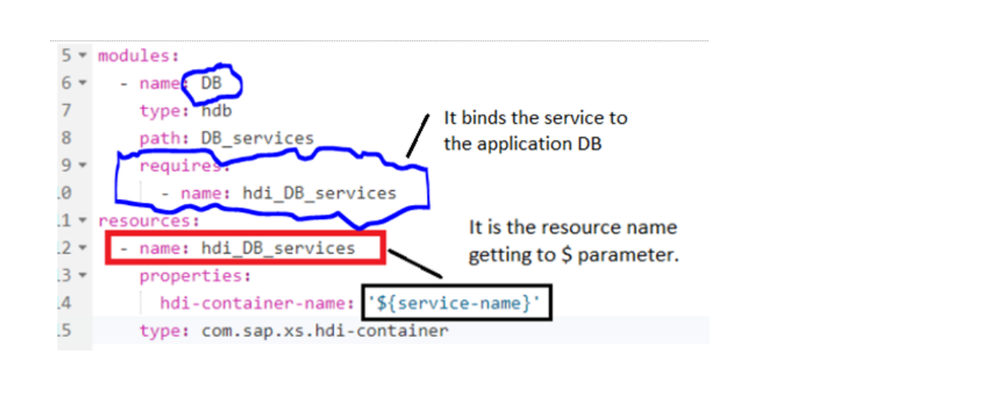 5 modules:
6 - name: DB
7 type: hdb
8 path: DB_services
9 requires:
.0 - name: hdi_DB_services
.1 resources:
.2 - name: hdi_DB_services
.3 properties:
.4 hdi-container-name: '${service-name}'
.5 type: com.sap.xs.hdi-container
It binds the service to
the application DB
It is the resource name
getting to $ parameter.